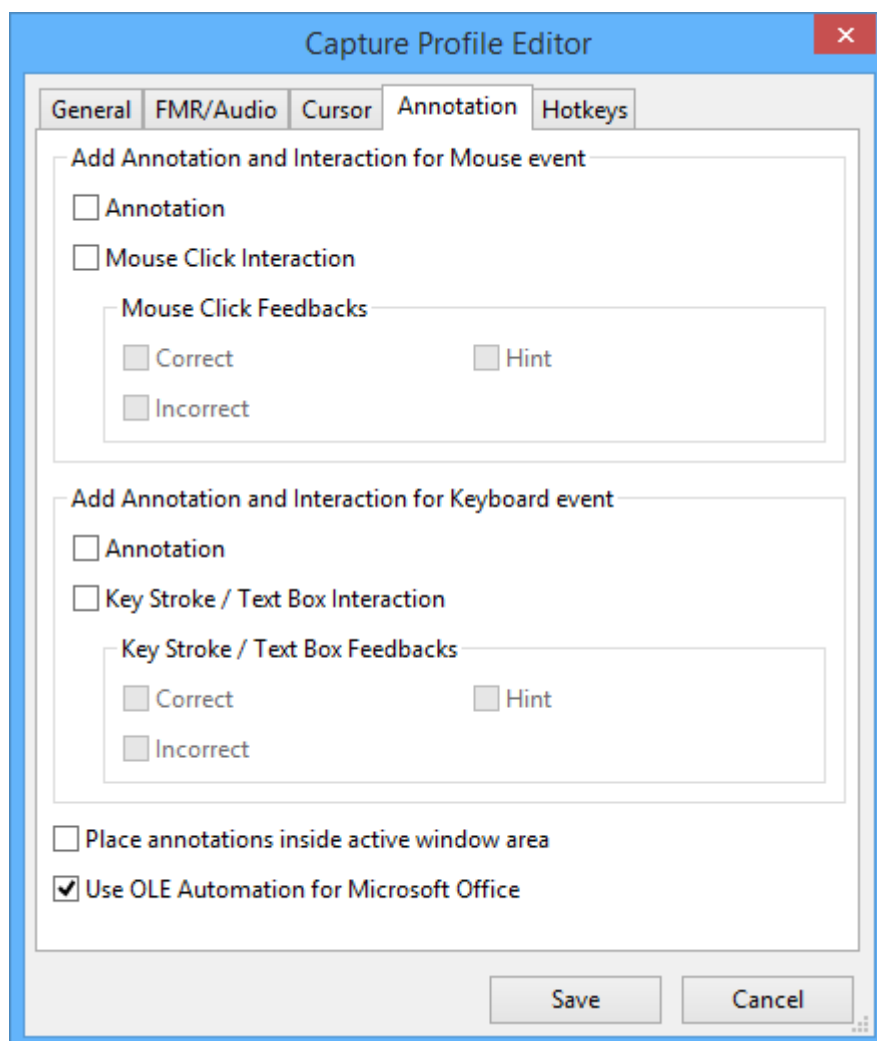 Capture Profile Editor
General FMR/Audio Cursor Annotation Hotkeys
Add Annotation and Interaction for Mouse event
Annotation
Mouse Click Interaction
Mouse Click Feedbacks
Correct Hint
Incorrect
Add Annotation and Interaction for Keyboard event
Annotation
Key Stroke / Text Box Interaction
Key Stroke / Text Box Feedbacks
Correct Hint
Incorrect
Place annotations inside active window area
Use OLE Automation for Microsoft Office
Save Cancel